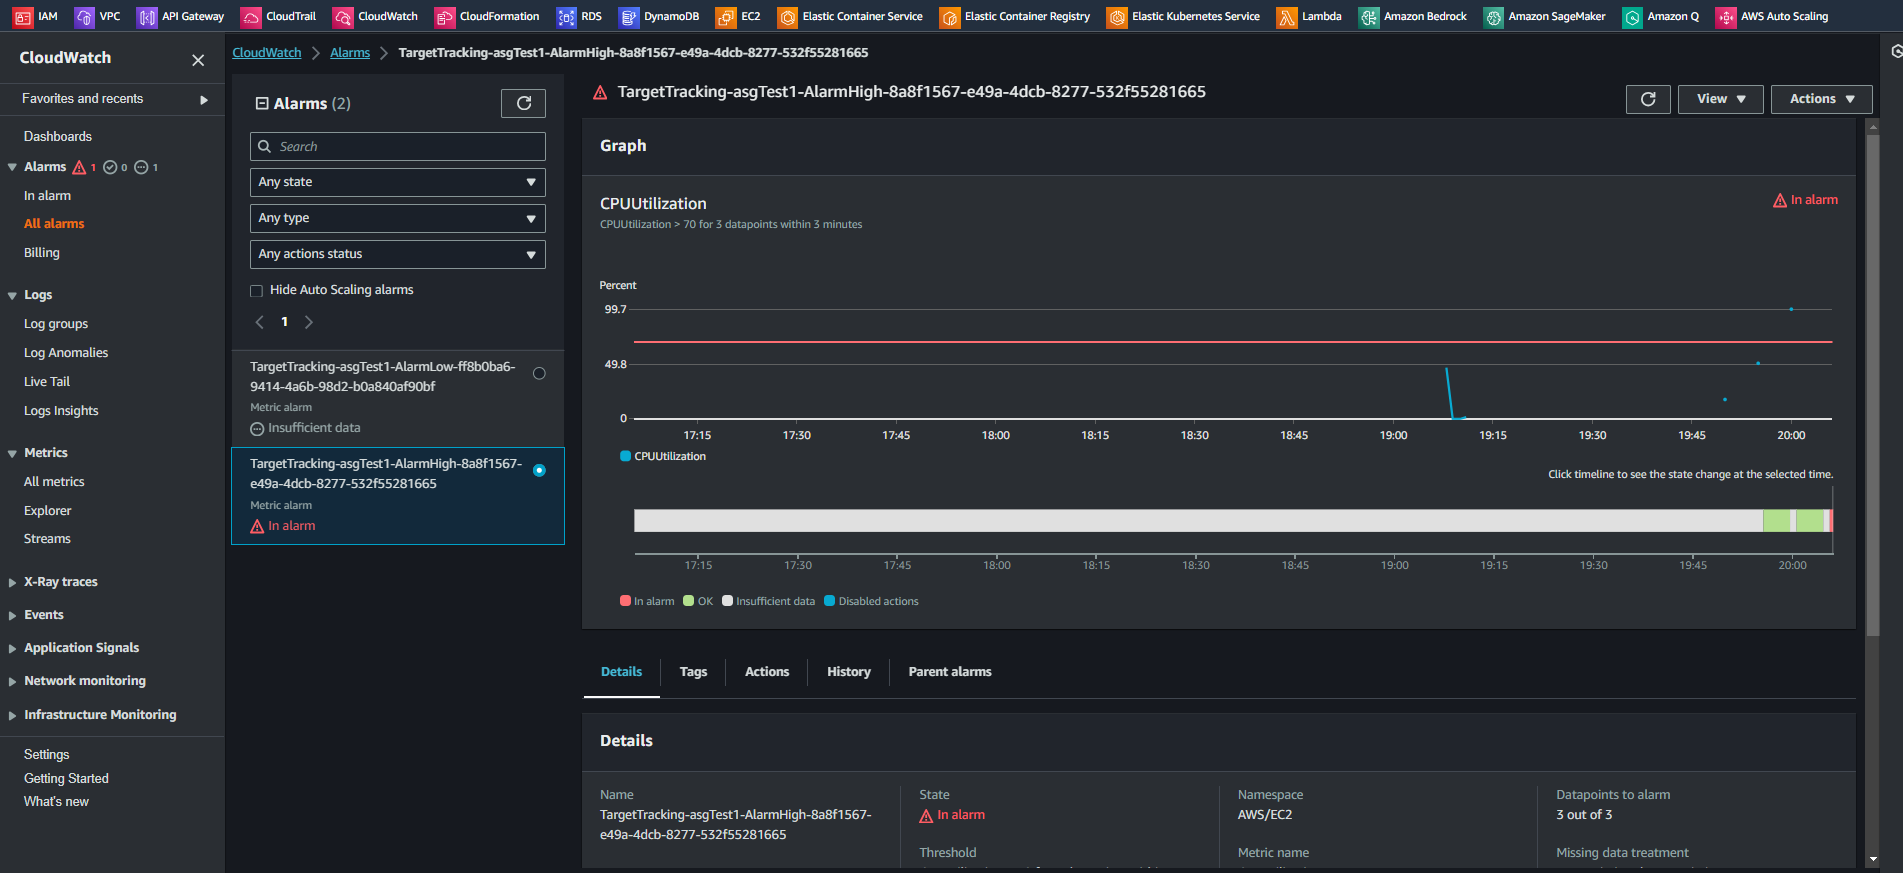 IAM VPC API Gateway CloudTrail CloudWatch CloudFormation RDS DynamoDB EC2 Elastic Container Service Elastic Container Registry Elastic Kubernetes Service Lambda Amazon Bedrock Amazon SageMaker Amazon Q AWS Auto Scaling
CloudWatch
Favorites and recents
Dashboards
Alarms 1 0 1
In alarm
All alarms
Billing
Logs
Log groups
Log Anomalies
Live Tail
Logs Insights
Metrics
All metrics
Explorer
Streams
X-Ray traces
Events
Application Signals
Network monitoring
Infrastructure Monitoring
Settings
Getting Started
What's new
CloudWatch Alarms TargetTracking-asgTest1-AlarmHigh-8a8f1567-e49a-4dcb-8277-532f55281665
Alarms (2)
Search
Any state
Any type
Any actions status
Hide Auto Scaling alarms
1
TargetTracking-asgTest1-AlarmLow-ff8b0ba6-
9414-4a6b-98d2-b0a840af90bf
Metric alarm
Insufficient data
TargetTracking-asgTest1-AlarmHigh-8a8f1567-
e49a-4dcb-8277-532f55281665
Metric alarm
In alarm
TargetTracking-asgTest1-AlarmHigh-8a8f1567-e49a-4dcb-8277-532f55281665
View Actions
Graph
CPUUtilization
In alarm
CPUUtilization > 70 for 3 datapoints within 3 minutes
Percent
99.7
49.8
0
17:15 17:30 17:45 18:00 18:15 18:30 18:45 19:00 19:15 19:30 19:45 20:00
CPUUtilization
Click timeline to see the state change at the selected time.
17:15 17:30 17:45 18:00 18:15 18:30 18:45 19:00 19:15 19:30 19:45 20:00
In alarm OK Insufficient data Disabled actions
Details Tags Actions History Parent alarms
Details
Name
TargetTracking-asgTest1-AlarmHigh-8a8f1567-
e49a-4dcb-8277-532f55281665
State
In alarm
Threshold
Namespace
AWS/EC2
Metric name
Datapoints to alarm
3 out of 3
Missing data treatment